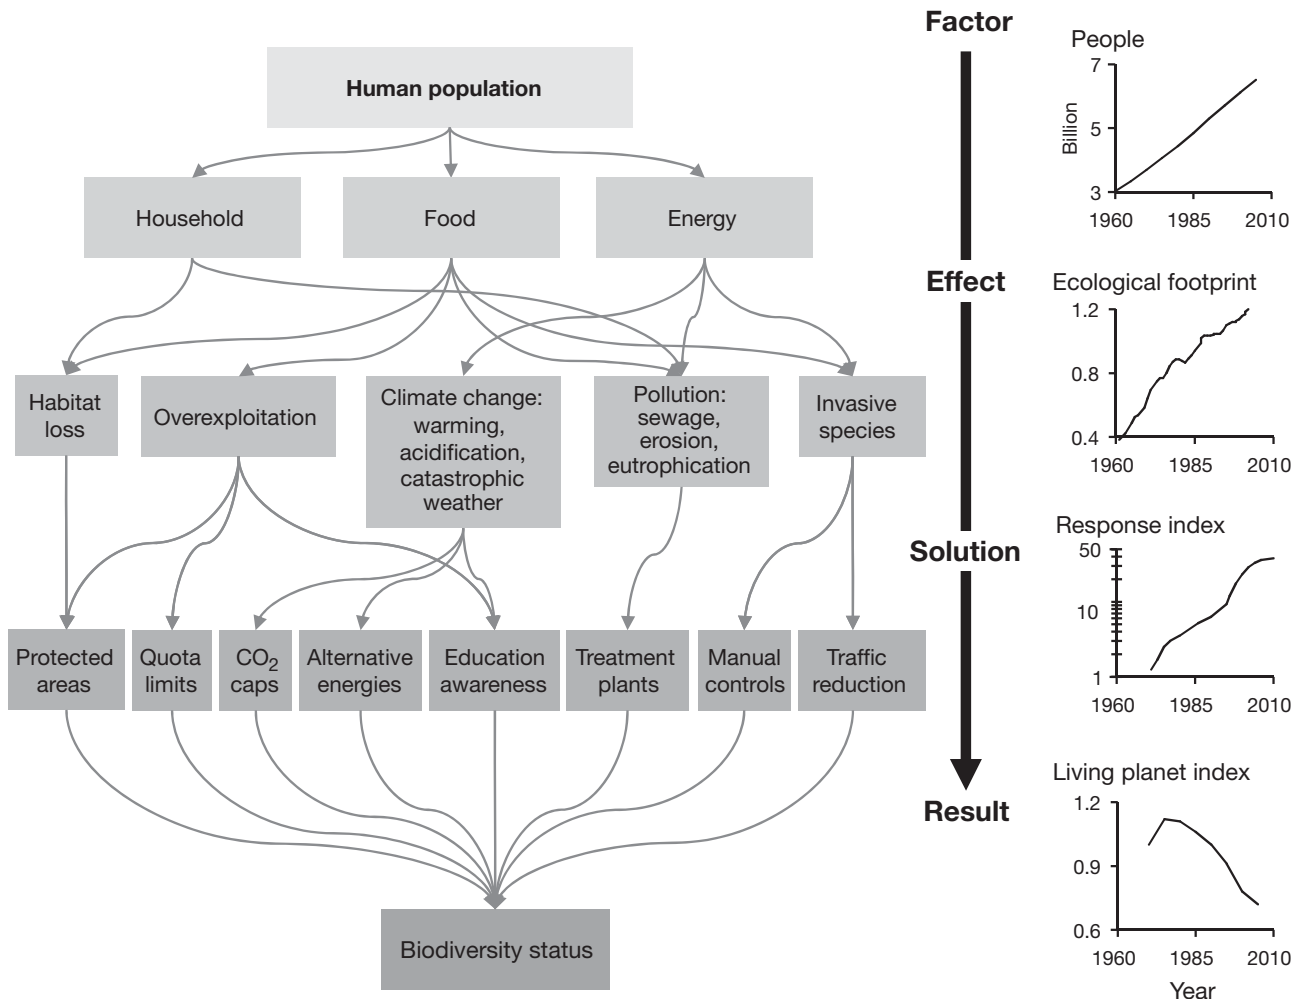 Human population
Household
Food
Energy
Habitat
loss
Overexploitation
Climate change:
warming,
acidification,
catastrophic
weather
Pollution:
sewage,
erosion,
eutrophication
Invasive
species
Protected
areas
Quota
limits
CO₂
caps
Alternative
energies
Education
awareness
Treatment
plants
Manual
controls
Traffic
reduction
Biodiversity status
Factor
Effect
Solution
Result
People
Billion
7
5
3
1960 1985 2010
Ecological footprint
1.2
0.8
0.4
1960 1985 2010
Response index
50
10
1
1960 1985 2010
Living planet index
1.2
0.9
0.6
1960 1985 2010
Year